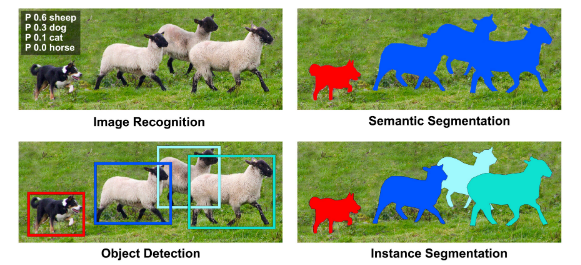 P 0.6 sheep
P 0.3 dog
P 0.1 cat
P 0.0 horse
Image Recognition
Semantic Segmentation
Object Detection
Instance Segmentation